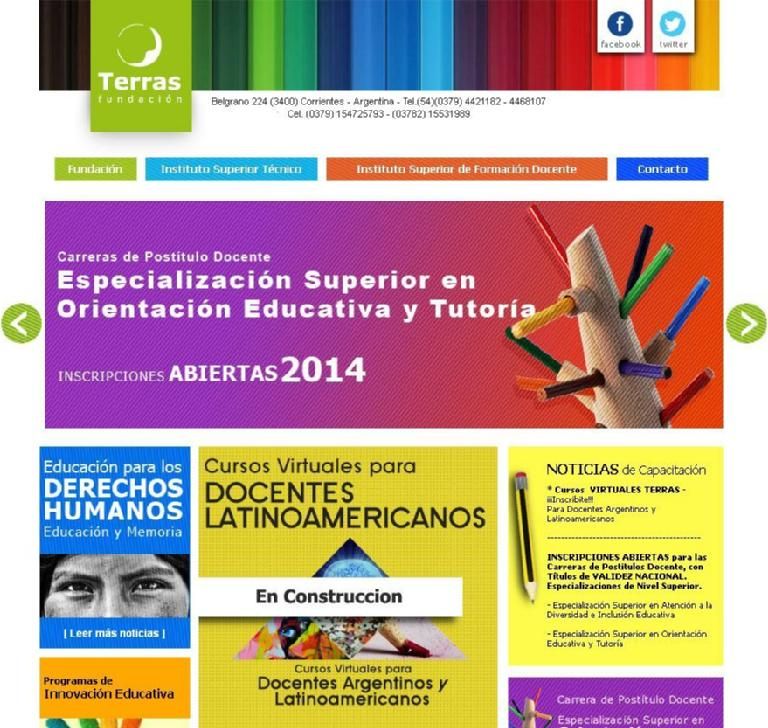 facebook
twitter
Terras
fundación
Belgrano 224 (3400) Corrientes - Argentina - Tel.(54)(0379) 4421182 - 4468107
Cel. (0379) 154725793 - (03782) 15531989
Fundación
Instituto Superior Técnico
Instituto Superior de Formación Docente
Contacto
Carreras de Postítulo Docente
Especialización Superior en
Orientación Educativa y Tutoría
INSCRIPCIONES ABIERTAS 2014
Educación para los
DERECHOS
HUMANOS
Educación y Memoria
[ Leer más noticias ]
Programas de
Innovación Educativa
Cursos Virtuales para
DOCENTES
LATINOAMERICANOS
En Construccion
Cursos Virtuales para
Docentes Argentinos y
Latinoamericanos
NOTICIAS de Capacitación
* Cursos VIRTUALES TERRAS -
¡¡¡Inscribite!!!
Para Docentes Argentinos y
Latinoamericanos
----------------------------------------
INSCRIPCIONES ABIERTAS para las
Carreras de Postítulos Docente, con
Títulos de VALIDEZ NACIONAL.
Especializaciones de Nivel Superior.
- Especialización Superior en Atención a la
Diversidad e Inclusión Educativa
- Especialización Superior en Orientación
Educativa y Tutoría
Carrera de Postítulo Docente
Especialización Superior en